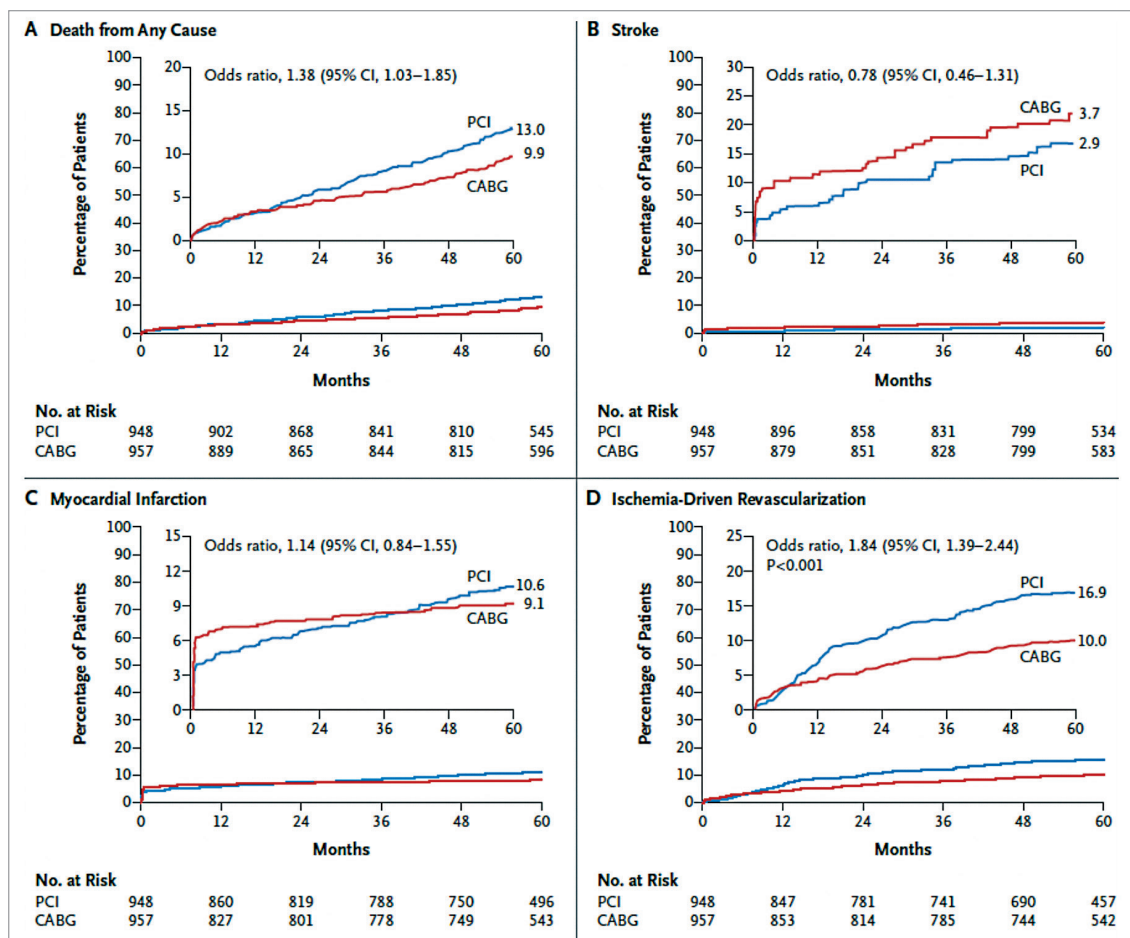 A Death from Any Cause
Percentage of Patients
100
90
80
70
60
50
40
30
20
10
0
0 12 24 36 48 60
Months
20
15
10
5
0
0 12 24 36 48 60
Odds ratio, 1.38 (95% CI, 1.03–1.85)
PCI
13.0
9.9
CABG
No. at Risk
PCI 948 902 868 841 810 545
CABG 957 889 865 844 815 596
B Stroke
Percentage of Patients
100
90
80
70
60
50
40
30
20
10
0
0 12 24 36 48 60
Months
30
25
20
15
10
5
0
0 12 24 36 48 60
Odds ratio, 0.78 (95% CI, 0.46–1.31)
CABG
3.7
2.9
PCI
No. at Risk
PCI 948 896 858 831 799 534
CABG 957 879 851 828 799 583
C Myocardial Infarction
Percentage of Patients
100
90
80
70
60
50
40
30
20
10
0
0 12 24 36 48 60
Months
15
12
9
6
3
0
0 12 24 36 48 60
Odds ratio, 1.14 (95% CI, 0.84–1.55)
PCI
10.6
9.1
CABG
No. at Risk
PCI 948 860 819 788 750 496
CABG 957 827 801 778 749 543
D Ischemia-Driven Revascularization
Percentage of Patients
100
90
80
70
60
50
40
30
20
10
0
0 12 24 36 48 60
Months
25
20
15
10
5
0
0 12 24 36 48 60
Odds ratio, 1.84 (95% CI, 1.39–2.44)
P<0.001
PCI
16.9
10.0
CABG
No. at Risk
PCI 948 847 781 741 690 457
CABG 957 853 814 785 744 542